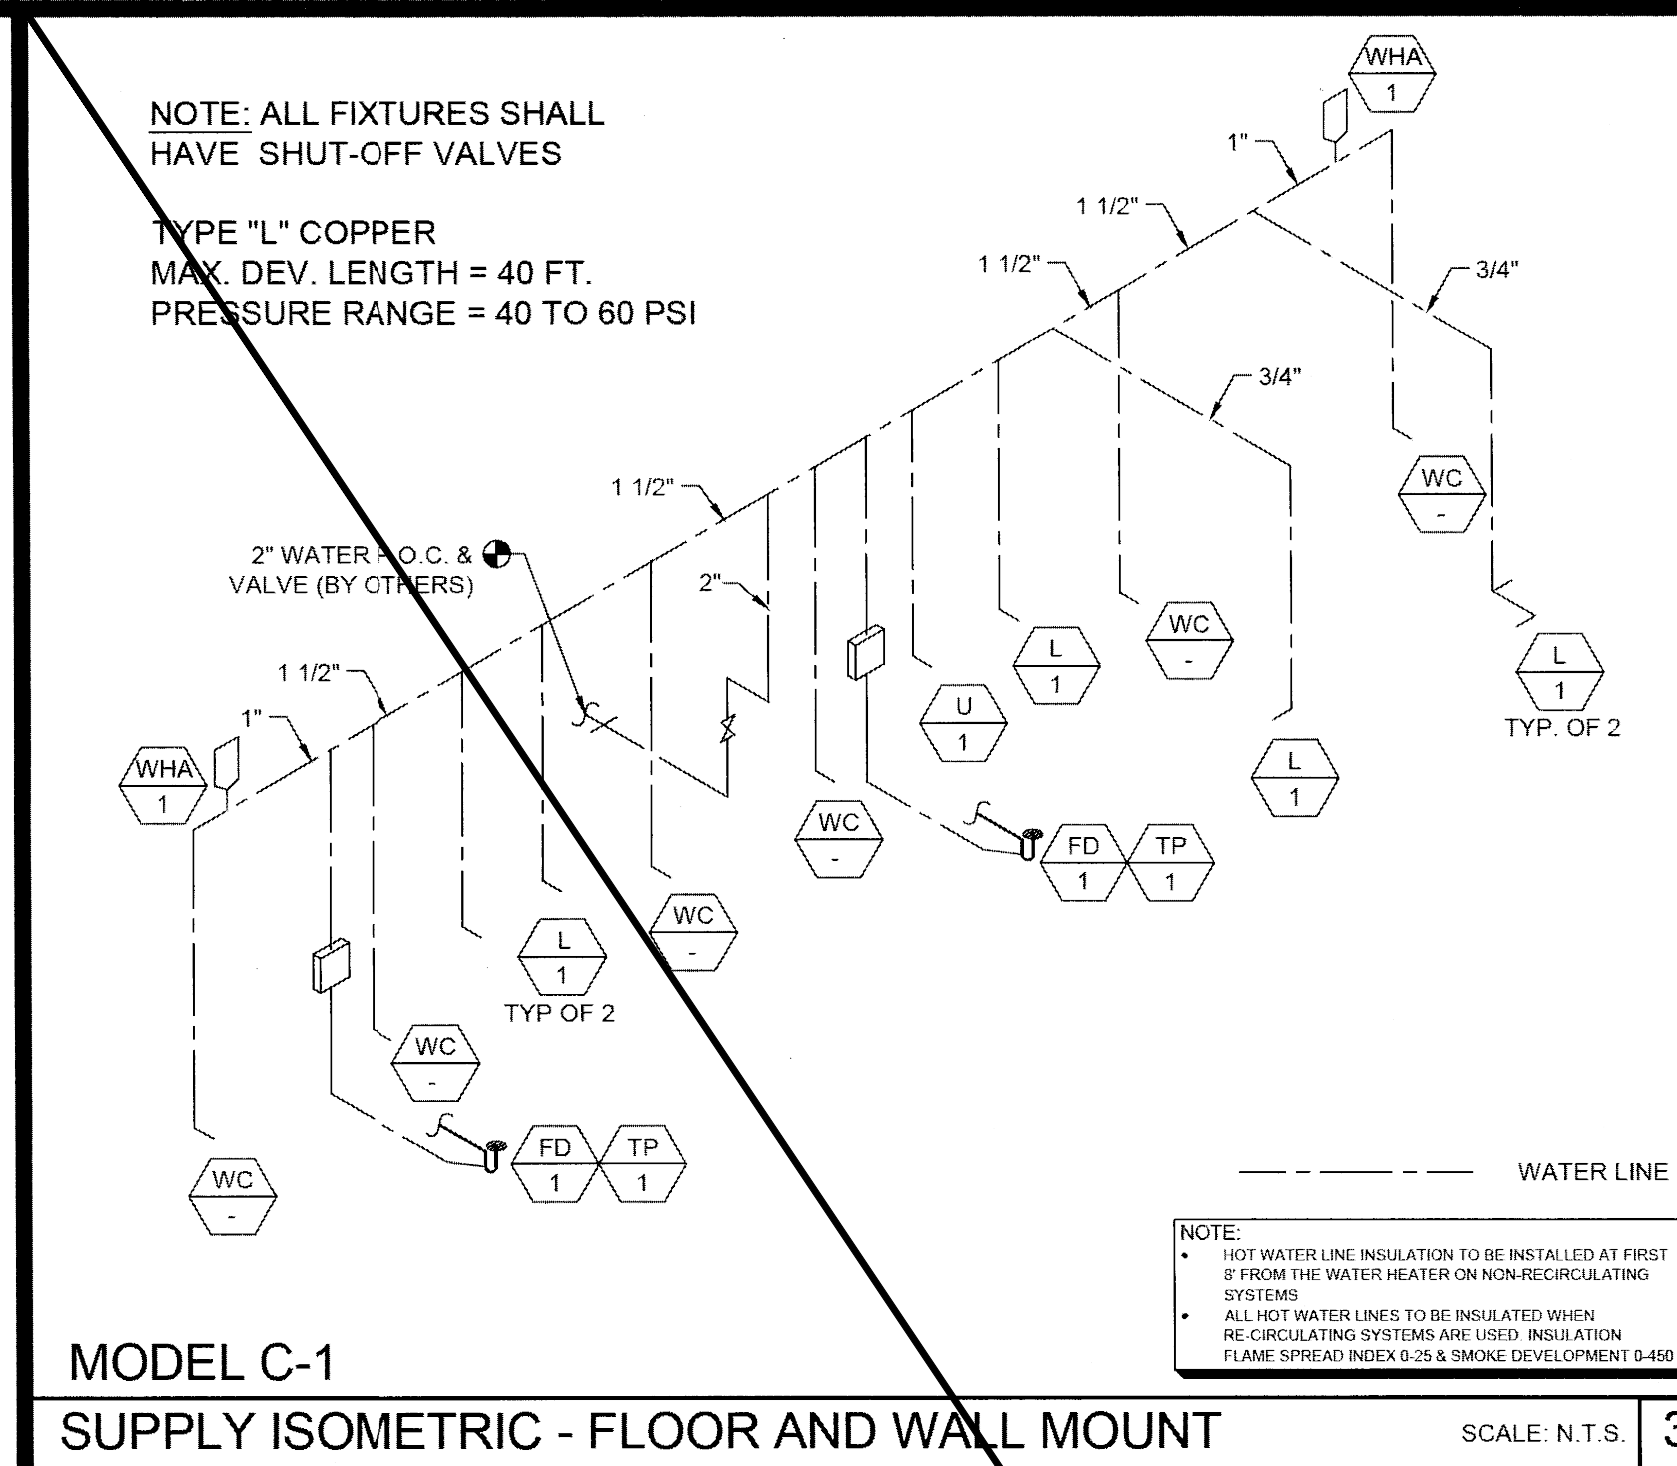 WHA
1
NOTE: ALL FIXTURES SHALL
HAVE SHUT-OFF VALVES
1"
1 1/2"
TYPE "L" COPPER
MAX. DEV. LENGTH = 40 FT.
PRESSURE RANGE = 40 TO 60 PSI
1 1/2"
3/4"
3/4"
WC
-
1 1/2"
2" WATER P.O.C. &
VALVE (BY OTHERS)
2"
WC
-
L
1
L
1
TYP. OF 2
1 1/2"
U
1
1"
WHA
1
L
1
WC
-
FD
1
TP
1
WC
-
L
1
TYP OF 2
WC
-
FD
1
TP
1
WC
-
WATER LINE
NOTE:
• HOT WATER LINE INSULATION TO BE INSTALLED AT FIRST
8' FROM THE WATER HEATER ON NON-RECIRCULATING
SYSTEMS
• ALL HOT WATER LINES TO BE INSULATED WHEN
RE-CIRCULATING SYSTEMS ARE USED. INSULATION
FLAME SPREAD INDEX 0-25 & SMOKE DEVELOPMENT 0-450
MODEL C-1
SUPPLY ISOMETRIC - FLOOR AND WALL MOUNT
SCALE: N.T.S.